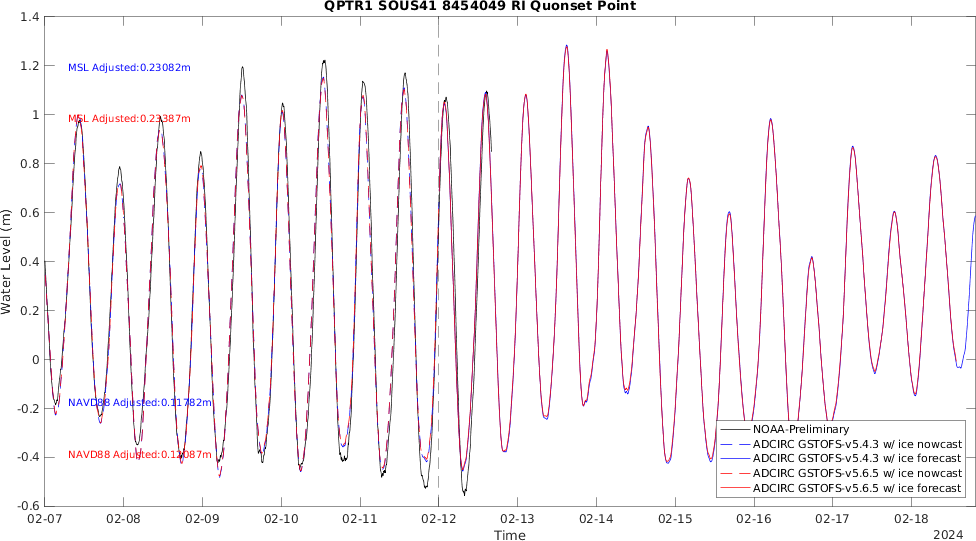 QPTR1 SOUS41 8454049 RI Quonset Point
1.4
1.2
1
0.8
0.6
0.4
0.2
0
-0.2
-0.4
-0.6
Water Level (m)
MSL Adjusted:0.23082m
MSL Adjusted:0.23387m
NAVD88 Adjusted:0.11782m
NAVD88 Adjusted:0.12087m
NOAA-Preliminary
ADCIRC GSTOFS-v5.4.3 w/ ice nowcast
ADCIRC GSTOFS-v5.4.3 w/ ice forecast
ADCIRC GSTOFS-v5.6.5 w/ ice nowcast
ADCIRC GSTOFS-v5.6.5 w/ ice forecast
02-07 02-08 02-09 02-10 02-11 02-12 02-13 02-14 02-15 02-16 02-17 02-18
Time
2024